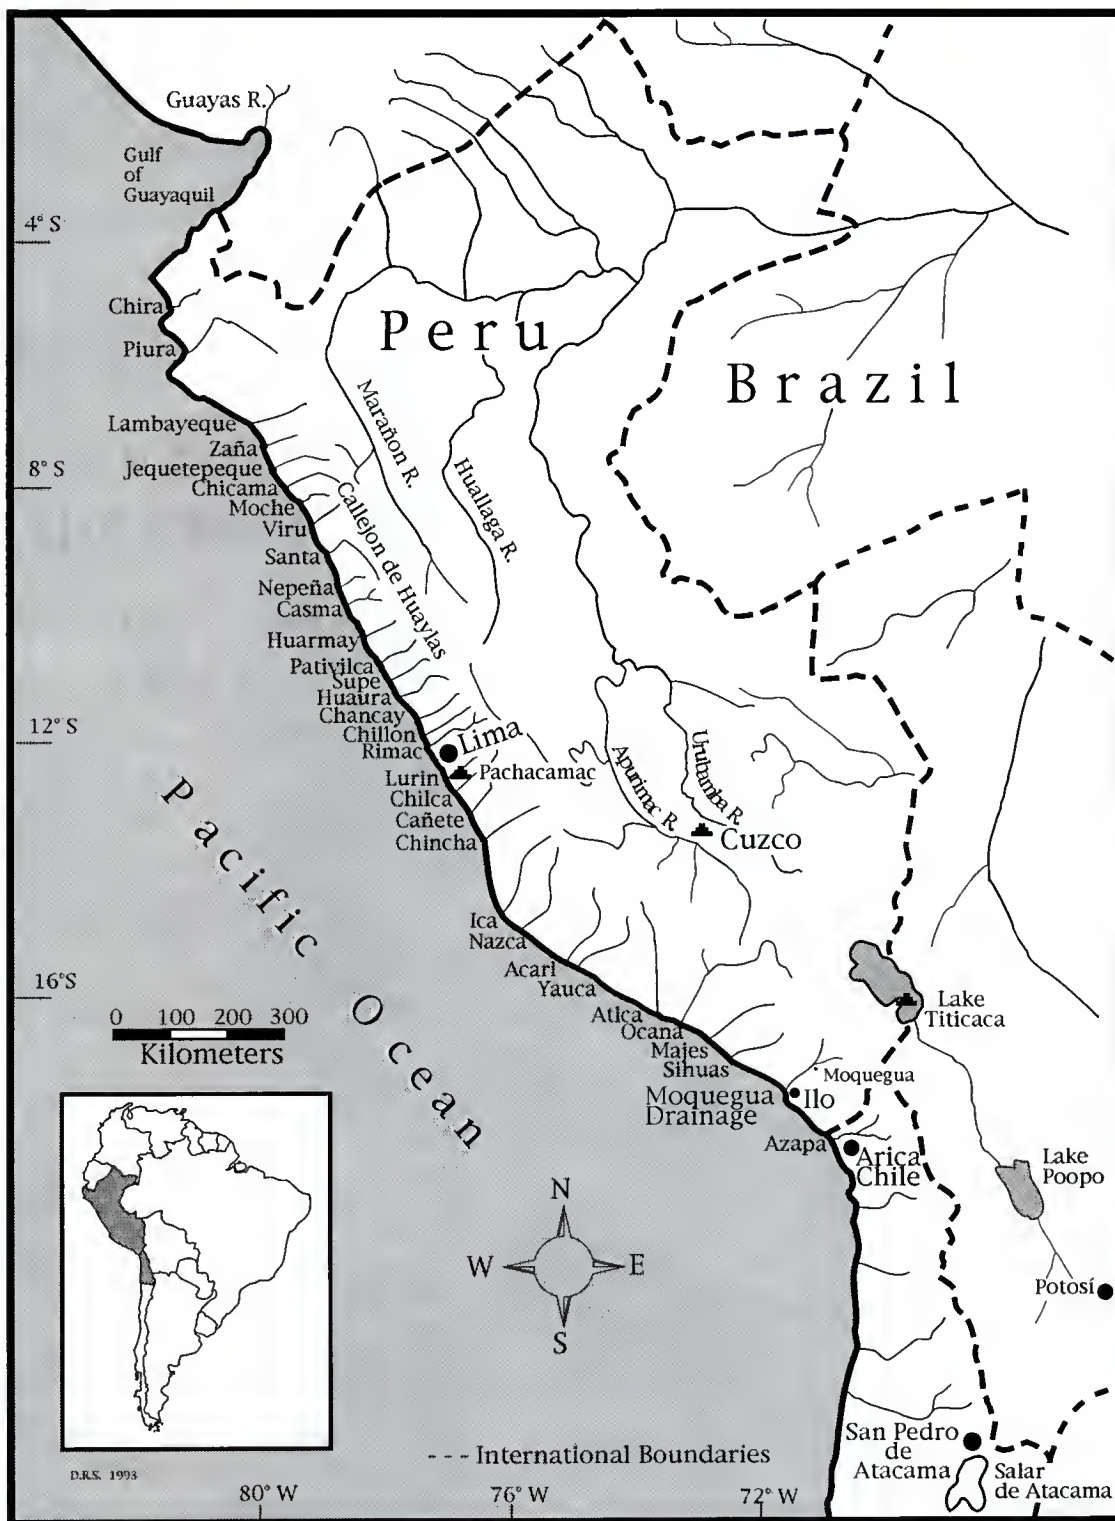 Guayas R.
Gulf
of
Guayaquil
4° S
Chira
Piura
Peru
Brazil
Marañon R.
Huallaga R.
Callejon de Huaylas
Lambayeque
Zaña
8° S
Jequetepeque
Chicama
Moche
Viru
Santa
Nepeña
Casma
Huarmay
Pativilca
Supe
Huaura
12° S
Chancay
Chillon
Rimac
Lima
Pachacamac
Lurin
Chilca
Cañete
Chincha
Apurimac R.
Urubamba R.
Cuzco
Pacific Ocean
Ica
Nazca
Acari
Yauca
16°S
Atica
Ocana
Majes
Sihuas
Lake
Titicaca
0 100 200 300
Kilometers
Moquegua
Drainage
Moquegua
Ilo
Azapa
Arica
Chile
Lake
Poopo
N
W E
S
Potosí
San Pedro
de
Atacama
Salar
de Atacama
--- International Boundaries
D.R.S. 1993
80° W
76° W
72° W